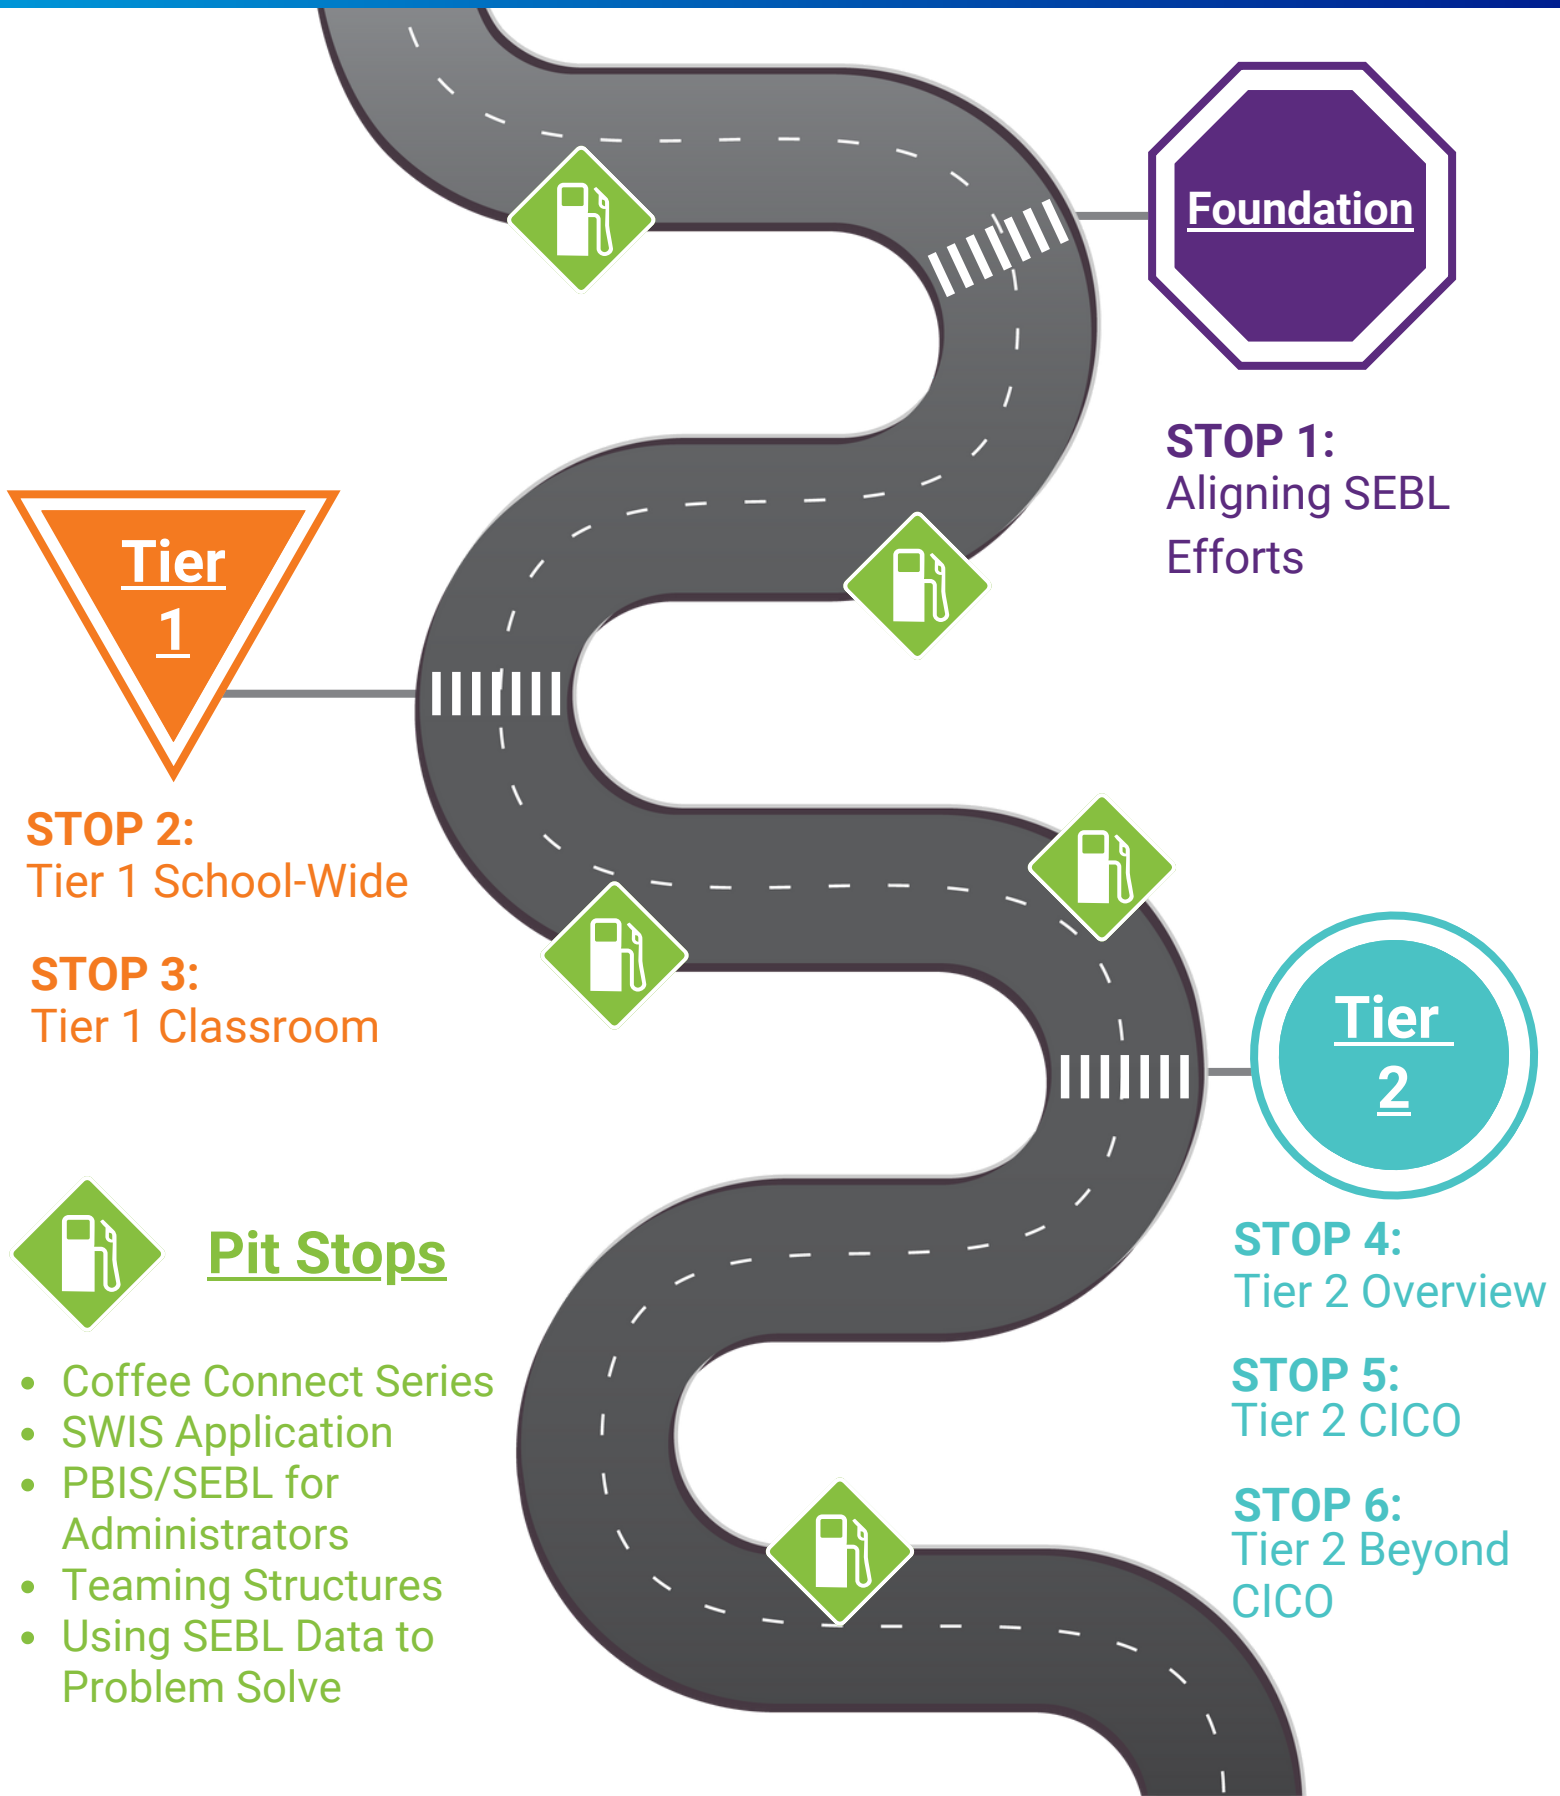 Foundation
STOP 1:
Aligning SEBL
Efforts
Tier
1
STOP 2:
Tier 1 School-Wide
STOP 3:
Tier 1 Classroom
Tier
2
STOP 4:
Tier 2 Overview
STOP 5:
Tier 2 CICO
STOP 6:
Tier 2 Beyond
CICO
Pit Stops
• Coffee Connect Series
• SWIS Application
• PBIS/SEBL for
Administrators
• Teaming Structures
• Using SEBL Data to
Problem Solve